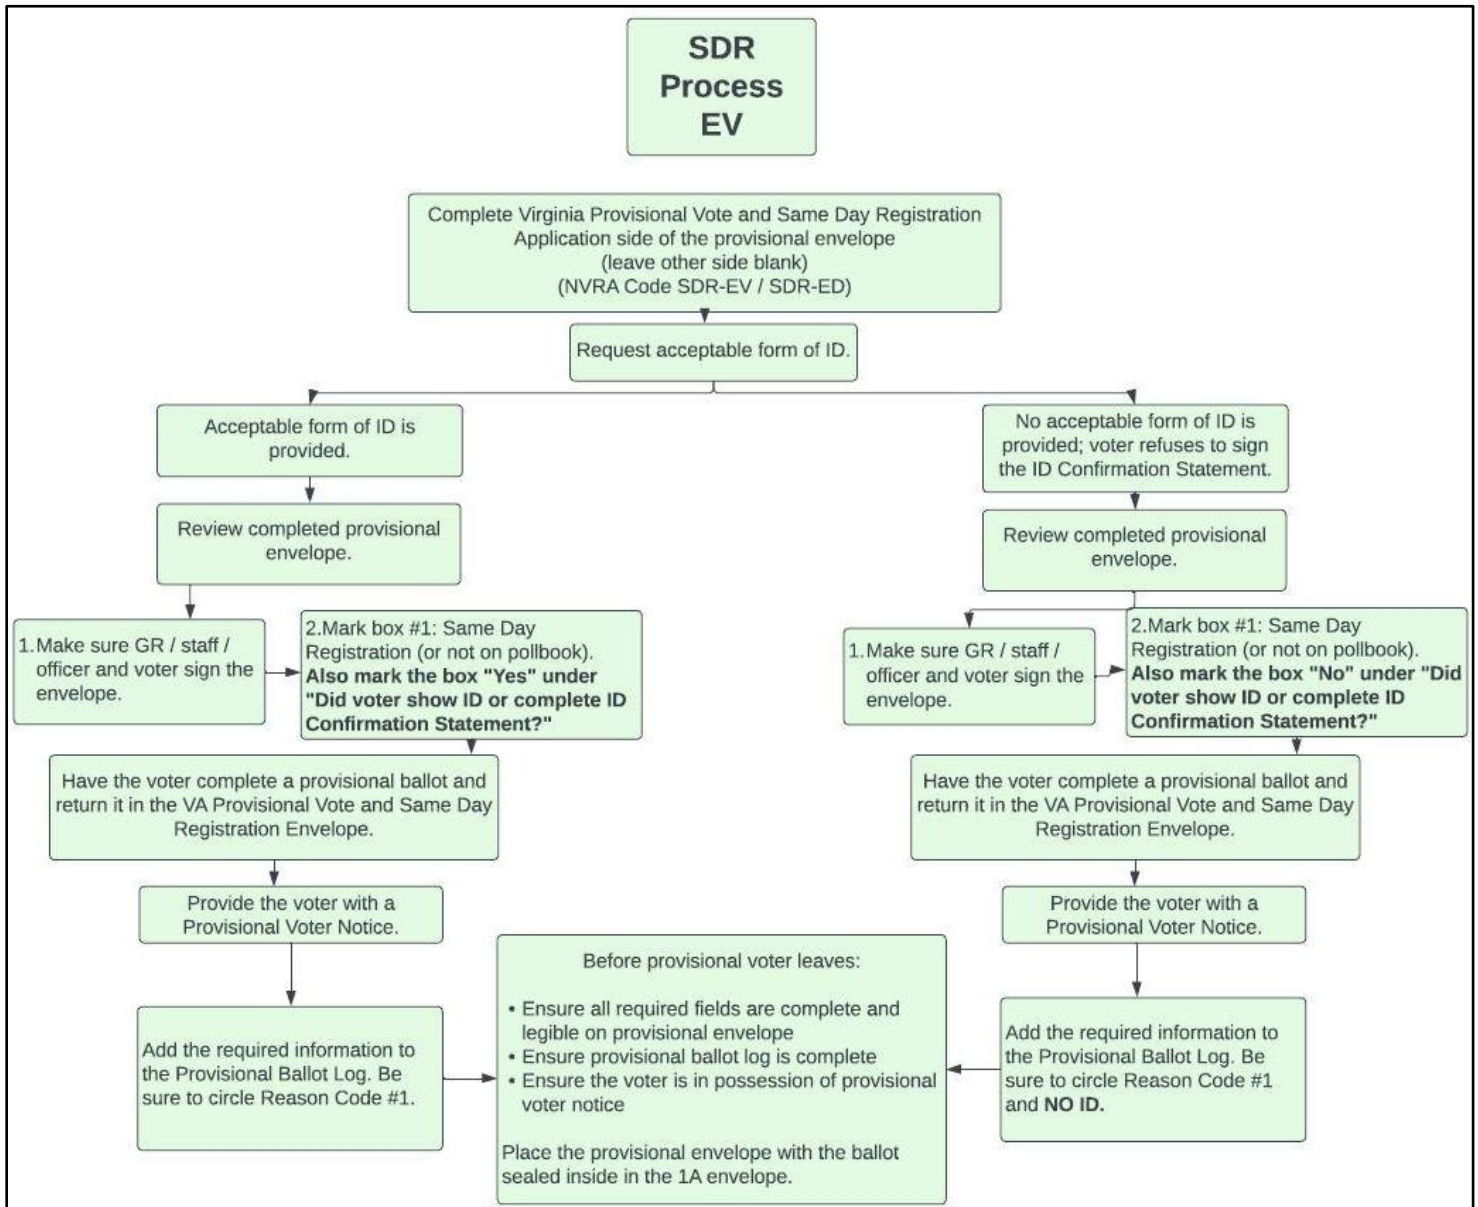 SDR
Process
EV
Complete Virginia Provisional Vote and Same Day Registration
Application side of the provisional envelope
(leave other side blank)
(NVRA Code SDR-EV / SDR-ED)
Request acceptable form of ID.
Acceptable form of ID is
provided.
Review completed provisional
envelope.
1. Make sure GR / staff /
officer and voter sign the
envelope.
2.Mark box #1: Same Day
Registration (or not on pollbook).
Also mark the box "Yes" under
"Did voter show ID or complete ID
Confirmation Statement?"
Have the voter complete a provisional ballot and
return it in the VA Provisional Vote and Same Day
Registration Envelope.
Provide the voter with a
Provisional Voter Notice.
Add the required information to
the Provisional Ballot Log. Be
sure to circle Reason Code #1.
No acceptable form of ID is
provided; voter refuses to sign
the ID Confirmation Statement.
Review completed provisional
envelope.
1. Make sure GR / staff /
officer and voter sign the
envelope.
2.Mark box #1: Same Day
Registration (or not on pollbook).
Also mark the box "No" under "Did
voter show ID or complete ID
Confirmation Statement?"
Have the voter complete a provisional ballot and
return it in the VA Provisional Vote and Same Day
Registration Envelope.
Provide the voter with a
Provisional Voter Notice.
Add the required information to
the Provisional Ballot Log. Be
sure to circle Reason Code #1
and NO ID.
Before provisional voter leaves:
• Ensure all required fields are complete and
legible on provisional envelope
• Ensure provisional ballot log is complete
• Ensure the voter is in possession of provisional
voter notice
Place the provisional envelope with the ballot
sealed inside in the 1A envelope.